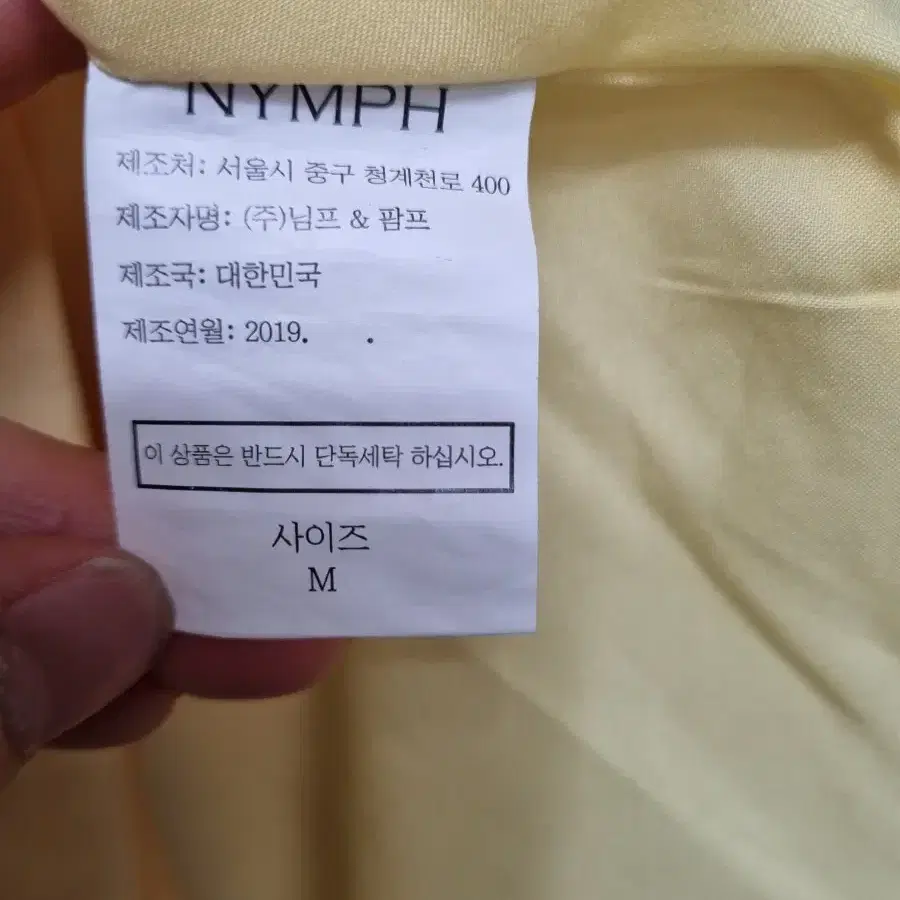 NYMPH
제조처: 서울시 중구 청계천로 400
제조자명: (주)님프 & 팜프
제조국: 대한민국
제조연월: 2019. .
이 상품은 반드시 단독세탁 하십시오.
사이즈
M